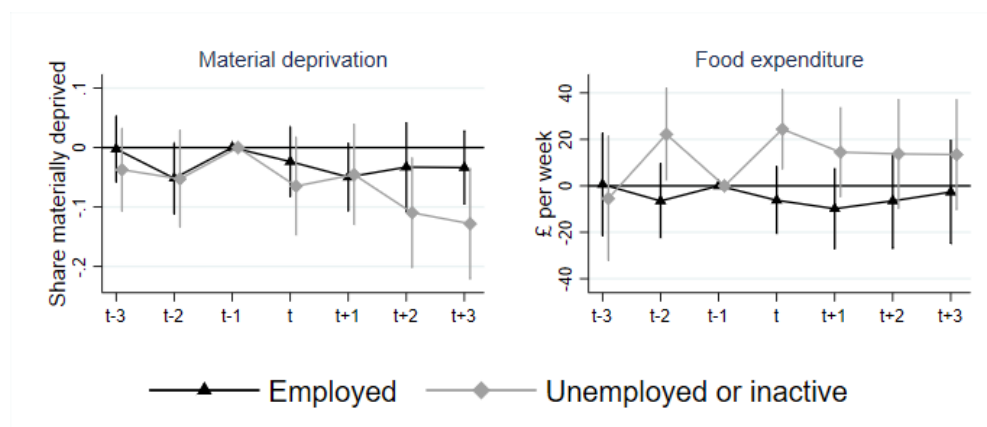 Material deprivation
Share materially deprived
.1
0
-.1
-.2
t-3 t-2 t-1 t t+1 t+2 t+3
Food expenditure
£ per week
40
20
0
-20
-40
t-3 t-2 t-1 t t+1 t+2 t+3
Employed Unemployed or inactive